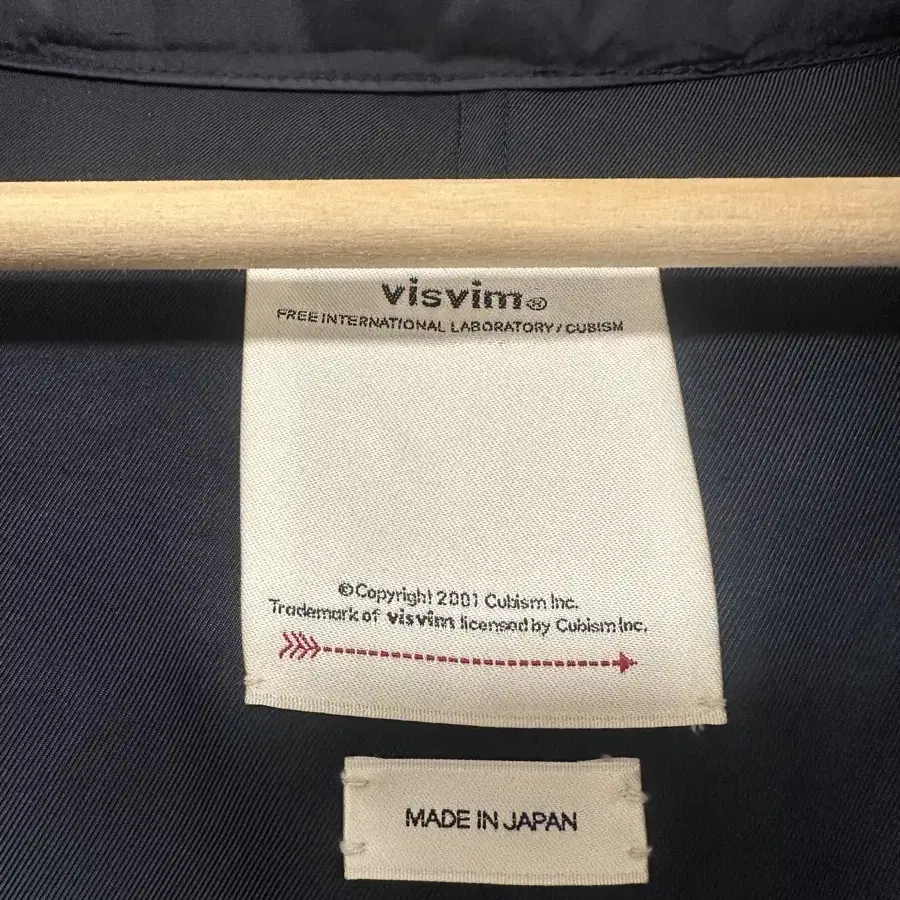 visvim®
FREE INTERNATIONAL LABORATORY / CUBISM
©Copyright 2001 Cubism Inc.
Trademark of visvim licensed by Cubism Inc.
MADE IN JAPAN